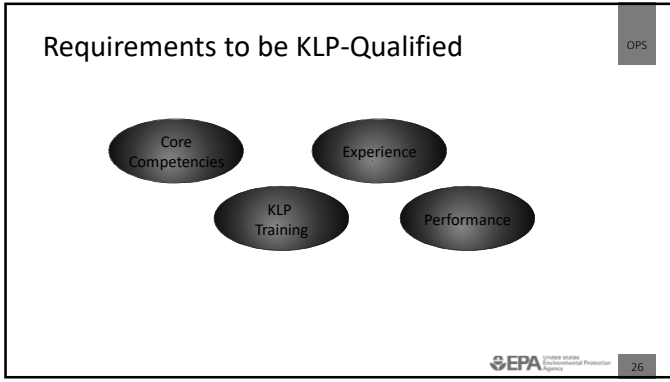 Requirements to be KLP-Qualified
OPS
Core
Competencies
Experience
KLP
Training
Performance
EPA
United States
Environmental Protection
Agency
26